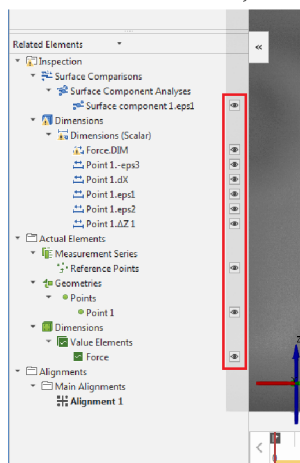 Related Elements
Inspection
Surface Comparisons
Surface Component Analyses
Surface component 1.eps1
Dimensions
Dimensions (Scalar)
Force.DIM
Point 1.-eps3
Point 1.dX
Point 1.eps1
Point 1.eps2
Point 1.ΔZ 1
Actual Elements
Measurement Series
Reference Points
Geometries
Points
Point 1
Dimensions
Value Elements
Force
Alignments
Main Alignments
Alignment 1